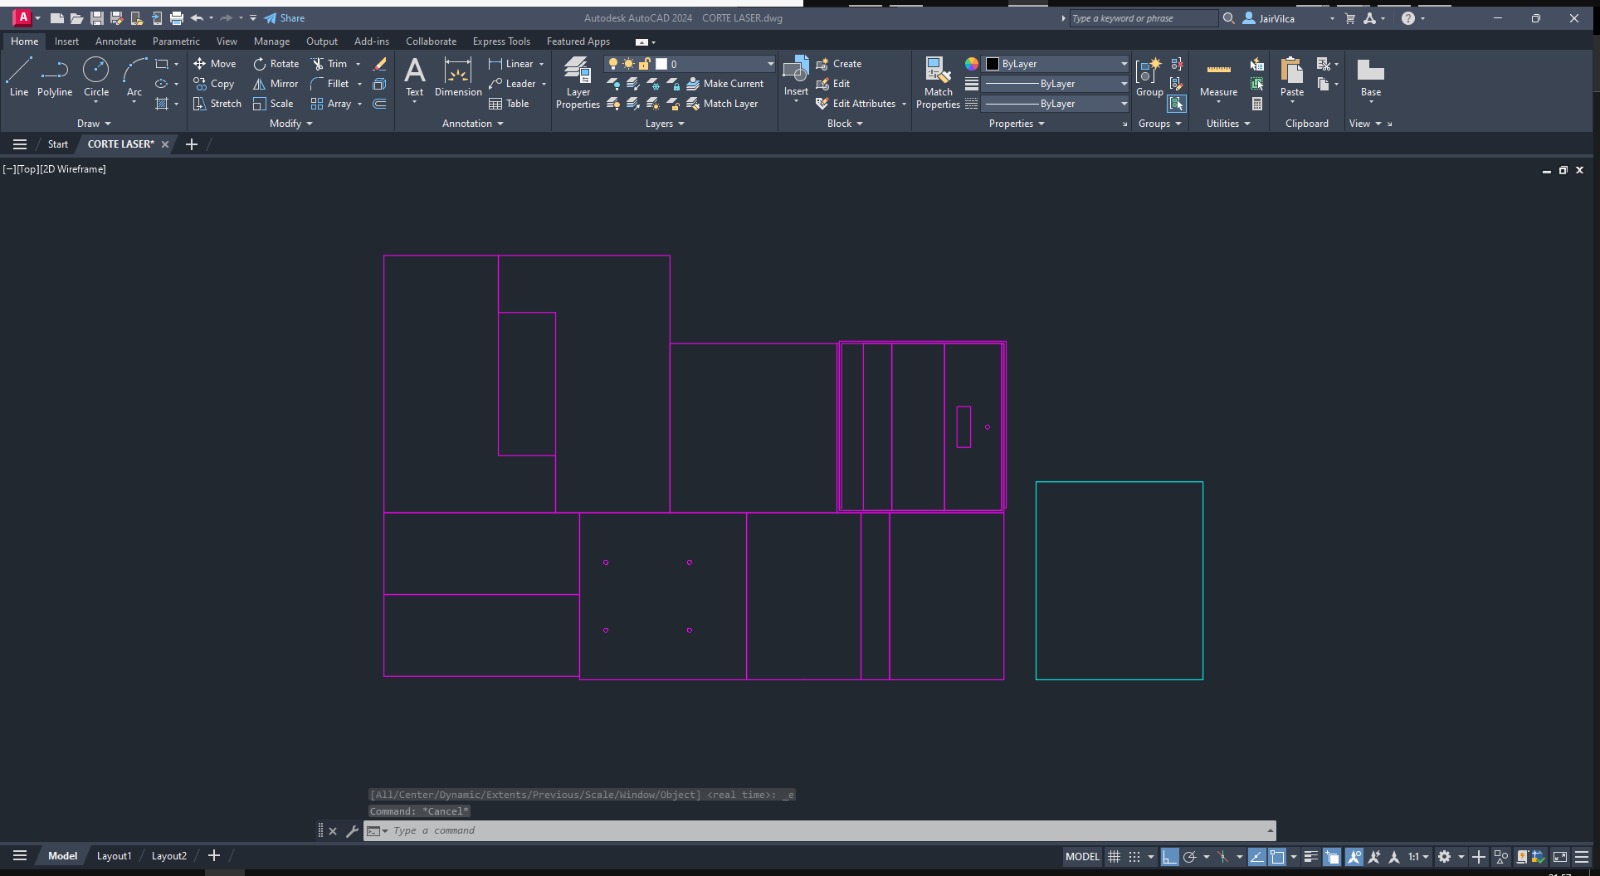 A Share Autodesk AutoCAD 2024 CORTE LASER.dwg Type a keyword or phrase JairVilca
Home Insert Annotate Parametric View Manage Output Add-ins Collaborate Express Tools Featured Apps
Line Polyline Circle Arc
Move Rotate Trim
Copy Mirror Fillet
Stretch Scale Array
Text Dimension
Linear
Leader
Table
Layer Properties
0
Make Current
Match Layer
Insert
Create
Edit
Edit Attributes
Match Properties
ByLayer
ByLayer
ByLayer
Group Measure Paste Base
Draw Modify Annotation Layers Block Properties Groups Utilities Clipboard View
Start CORTE LASER*
[−][Top][2D Wireframe]
[All/Center/Dynamic/Extents/Previous/Scale/Window/Object] <real time>: _e
Command: *Cancel*
Type a command
Model Layout1 Layout2 MODEL 1:1